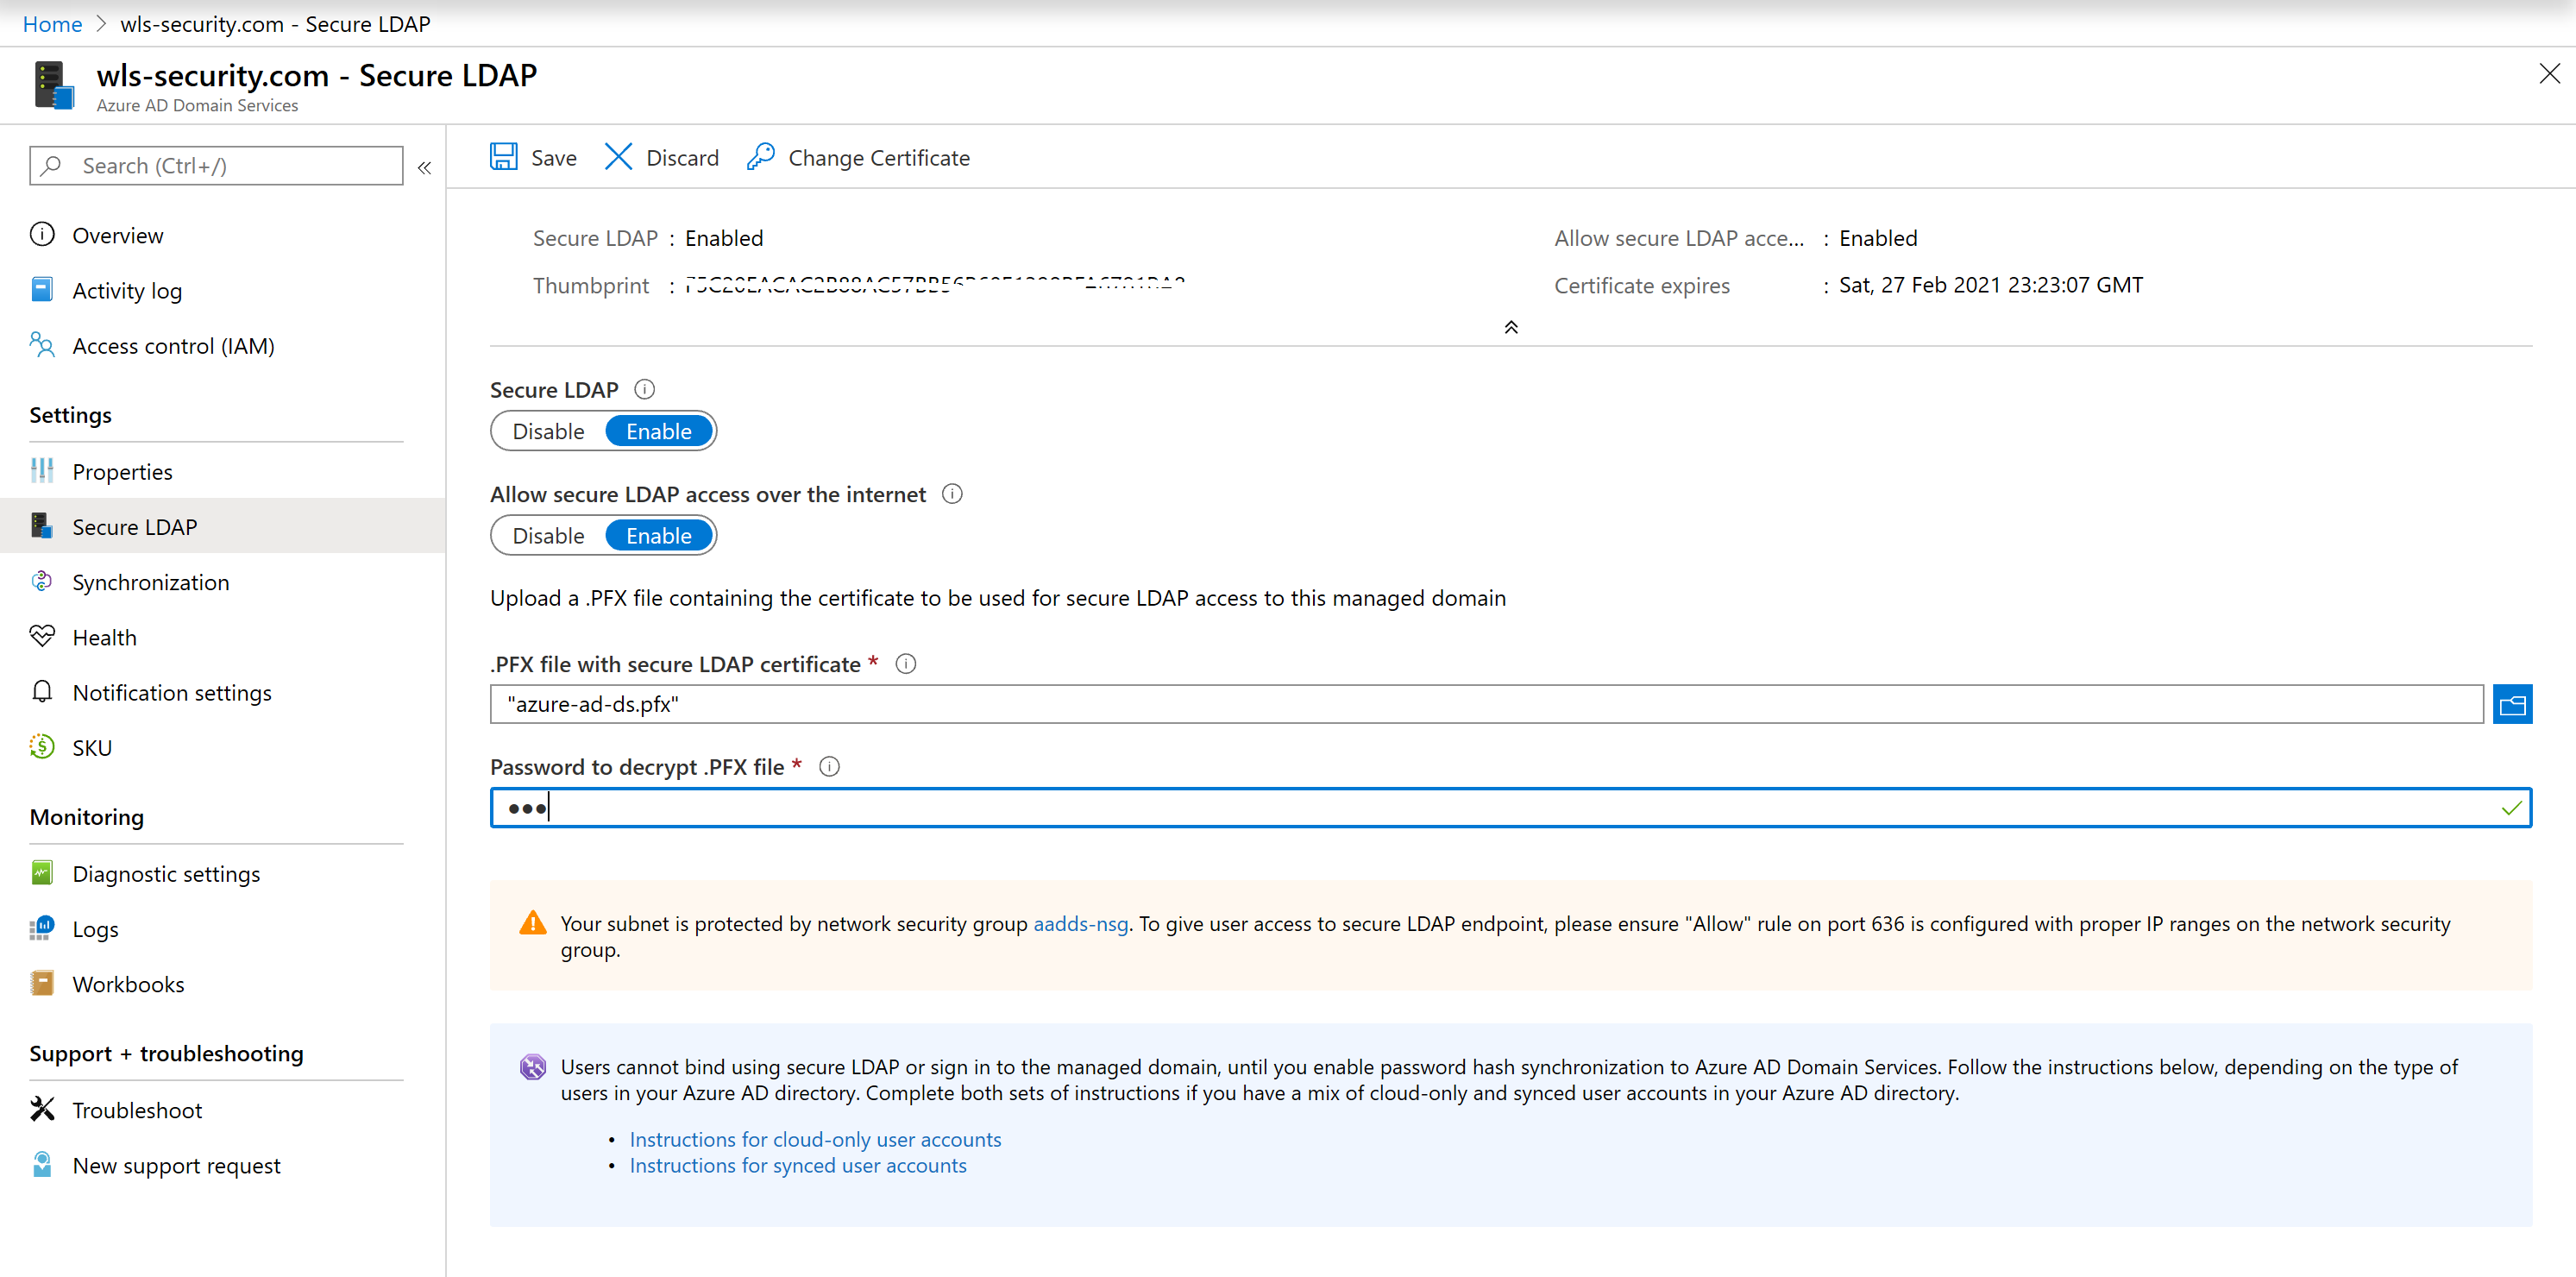 Home > wls-security.com - Secure LDAP
wls-security.com - Secure LDAP
Azure AD Domain Services
Search (Ctrl+/)
«
Overview
Activity log
Access control (IAM)
Settings
Properties
Secure LDAP
Synchronization
Health
Notification settings
SKU
Monitoring
Diagnostic settings
Logs
Workbooks
Support + troubleshooting
Troubleshoot
New support request
Save Discard Change Certificate
Secure LDAP : Enabled
Thumbprint :
Allow secure LDAP acce... : Enabled
Certificate expires : Sat, 27 Feb 2021 23:23:07 GMT
Secure LDAP
Disable Enable
Allow secure LDAP access over the internet
Disable Enable
Upload a .PFX file containing the certificate to be used for secure LDAP access to this managed domain
.PFX file with secure LDAP certificate *
"azure-ad-ds.pfx"
Password to decrypt .PFX file *
•••
Your subnet is protected by network security group aadds-nsg. To give user access to secure LDAP endpoint, please ensure "Allow" rule on port 636 is configured with proper IP ranges on the network security
group.
Users cannot bind using secure LDAP or sign in to the managed domain, until you enable password hash synchronization to Azure AD Domain Services. Follow the instructions below, depending on the type of
users in your Azure AD directory. Complete both sets of instructions if you have a mix of cloud-only and synced user accounts in your Azure AD directory.
• Instructions for cloud-only user accounts
• Instructions for synced user accounts